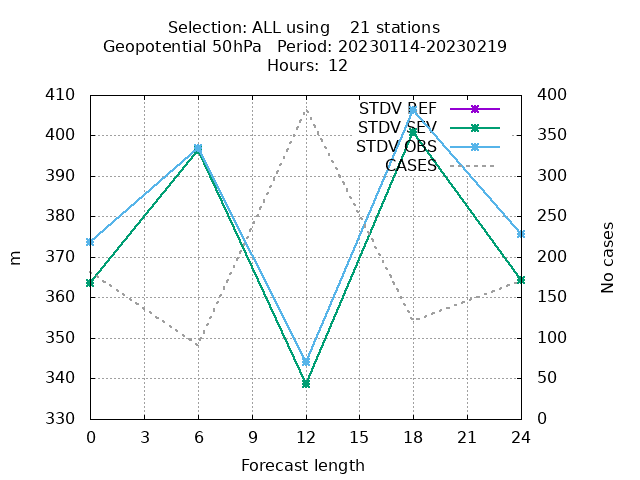 Selection: ALL using    21 stations
Geopotential 50hPa   Period: 20230114-20230219
Hours: 12
410
400
390
380
370
360
350
340
330
400
350
300
250
200
150
100
50
0
STDV REF
STDV SEV
STDV OBS
CASES
m
No cases
0 3 6 9 12 15 18 21 24
Forecast length